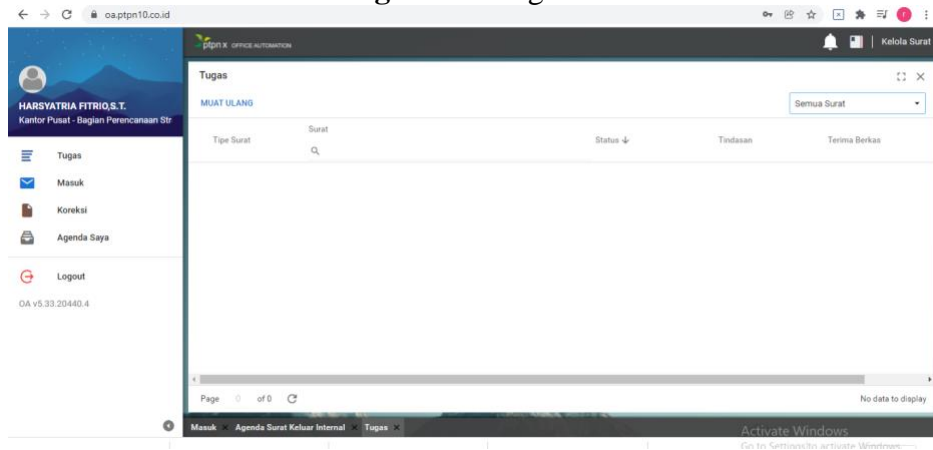 oa.ptpn10.co.id
ptpn x OFFICE AUTOMATION
Kelola Surat
HARSYATRIA FITRIO,S.T.
Kantor Pusat - Bagian Perencanaan Str
Tugas
Masuk
Koreksi
Agenda Saya
Logout
OA v5.33.20440.4
Tugas
MUAT ULANG
Semua Surat
Tipe Surat
Surat
Status
Tindasan
Terima Berkas
Page 0 of 0
No data to display
Masuk × Agenda Surat Keluar Internal × Tugas ×
Activate Windows
Go to Settings to activate Windows.